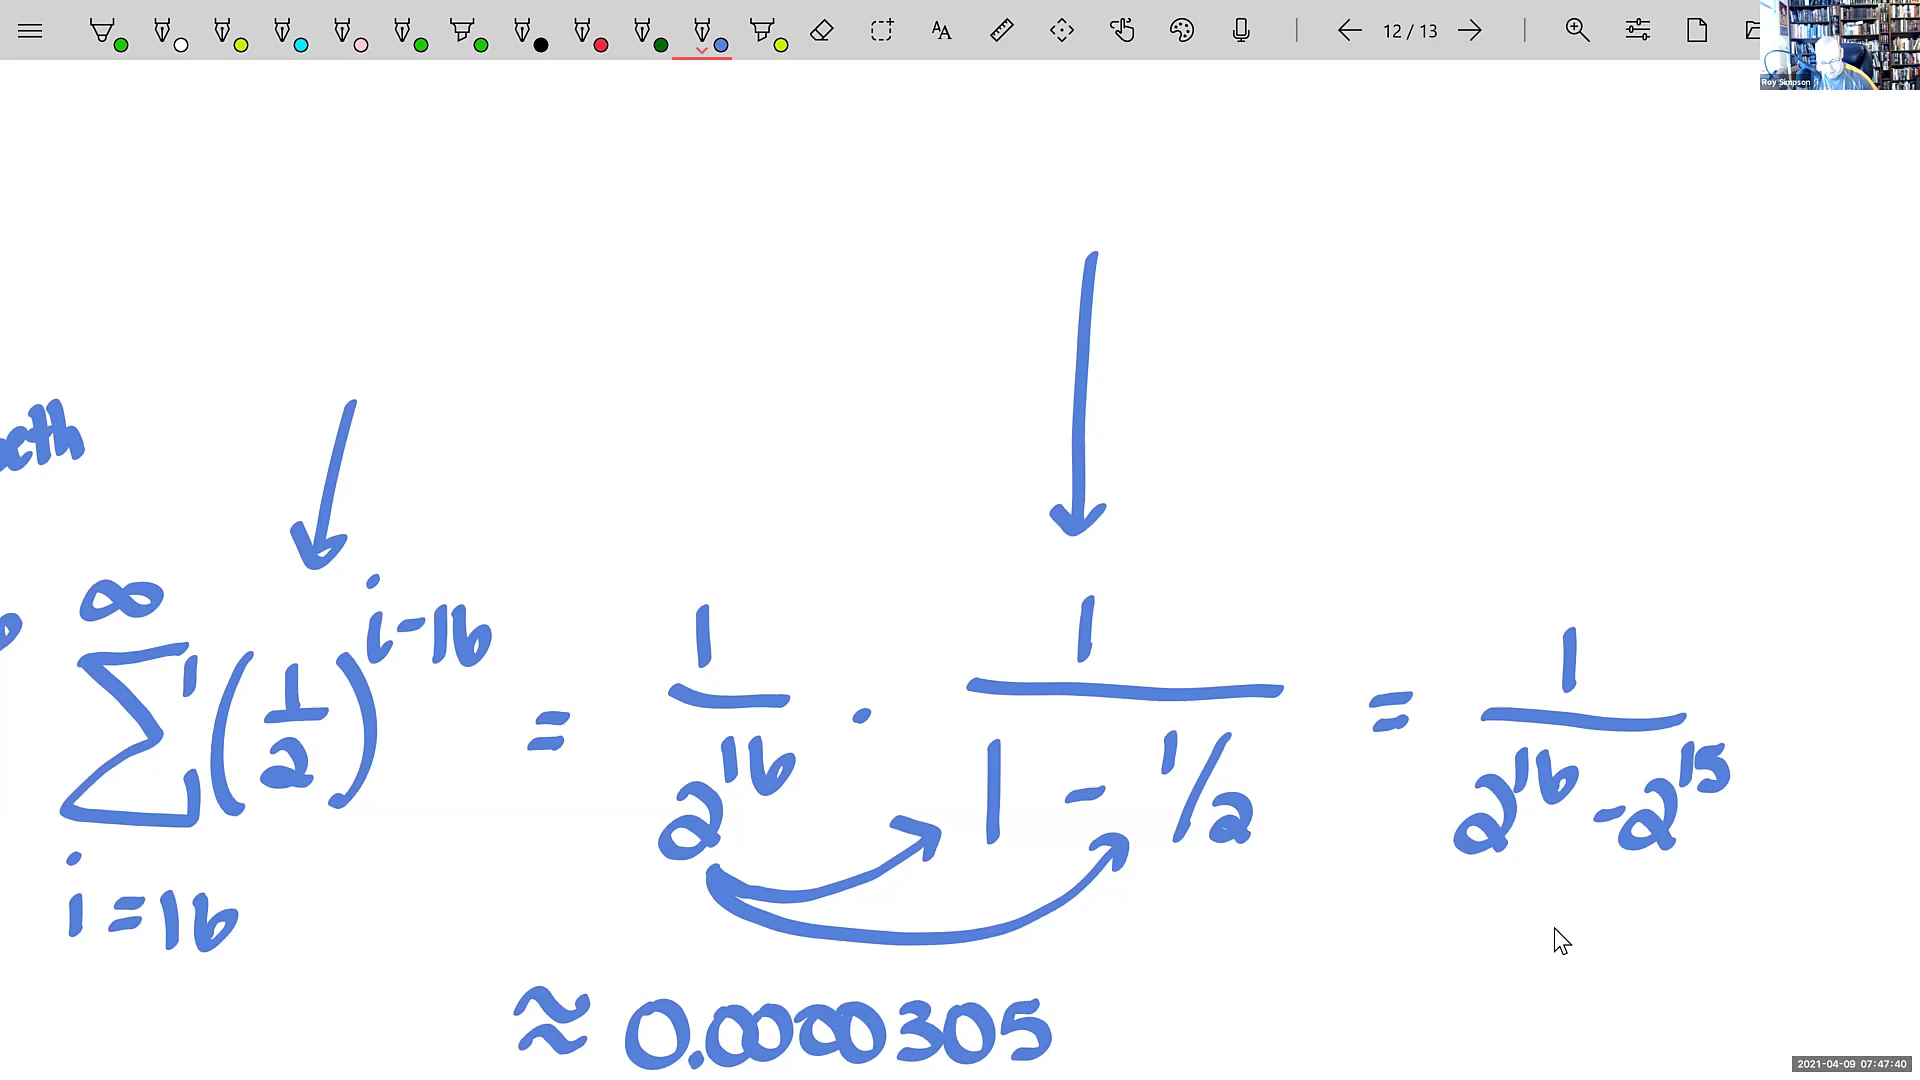 12 / 13
Roy Simpson
∞
Σ (1/2)^(i-16) = 1/2^16 · 1/(1 - 1/2) = 1/(2^16 - 2^15)
i=16
≈ 0.0000305
2021-04-09 07:47:40